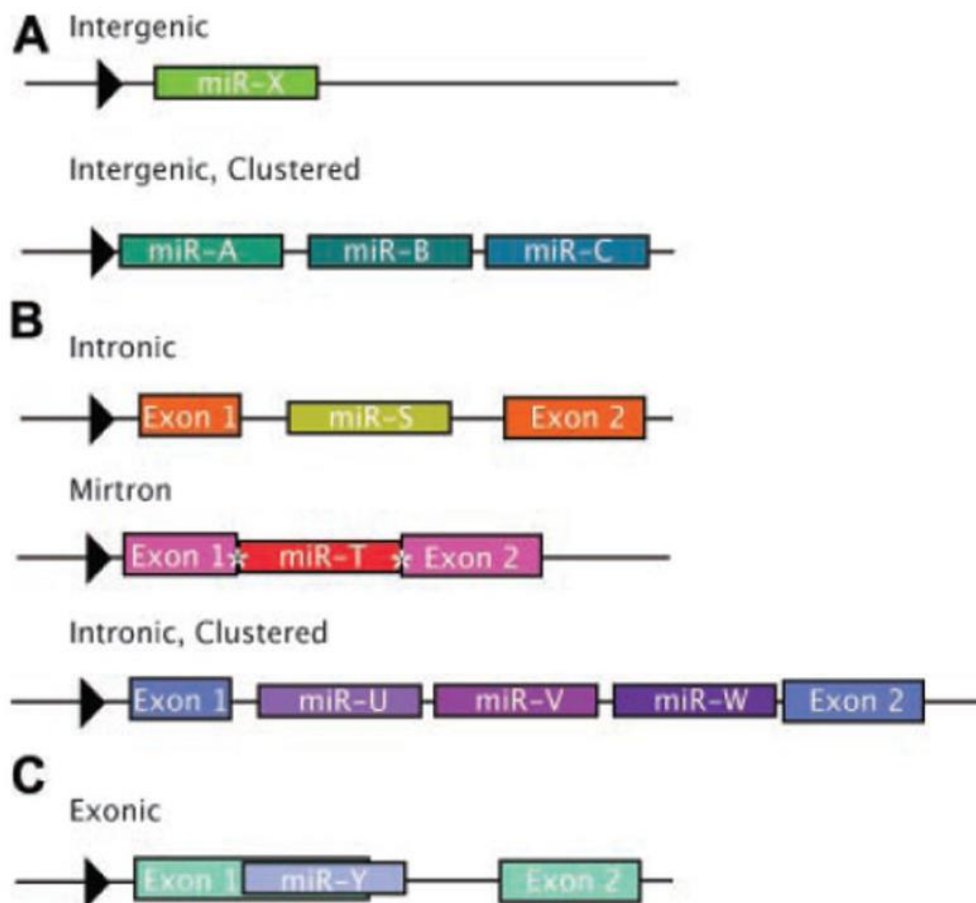 A Intergenic
miR-X
Intergenic, Clustered
miR-A miR-B miR-C
B
Intronic
Exon 1 miR-S Exon 2
Mirtron
Exon 1* miR-T *Exon 2
Intronic, Clustered
Exon 1 miR-U miR-V miR-W Exon 2
C
Exonic
Exon 1 miR-Y Exon 2